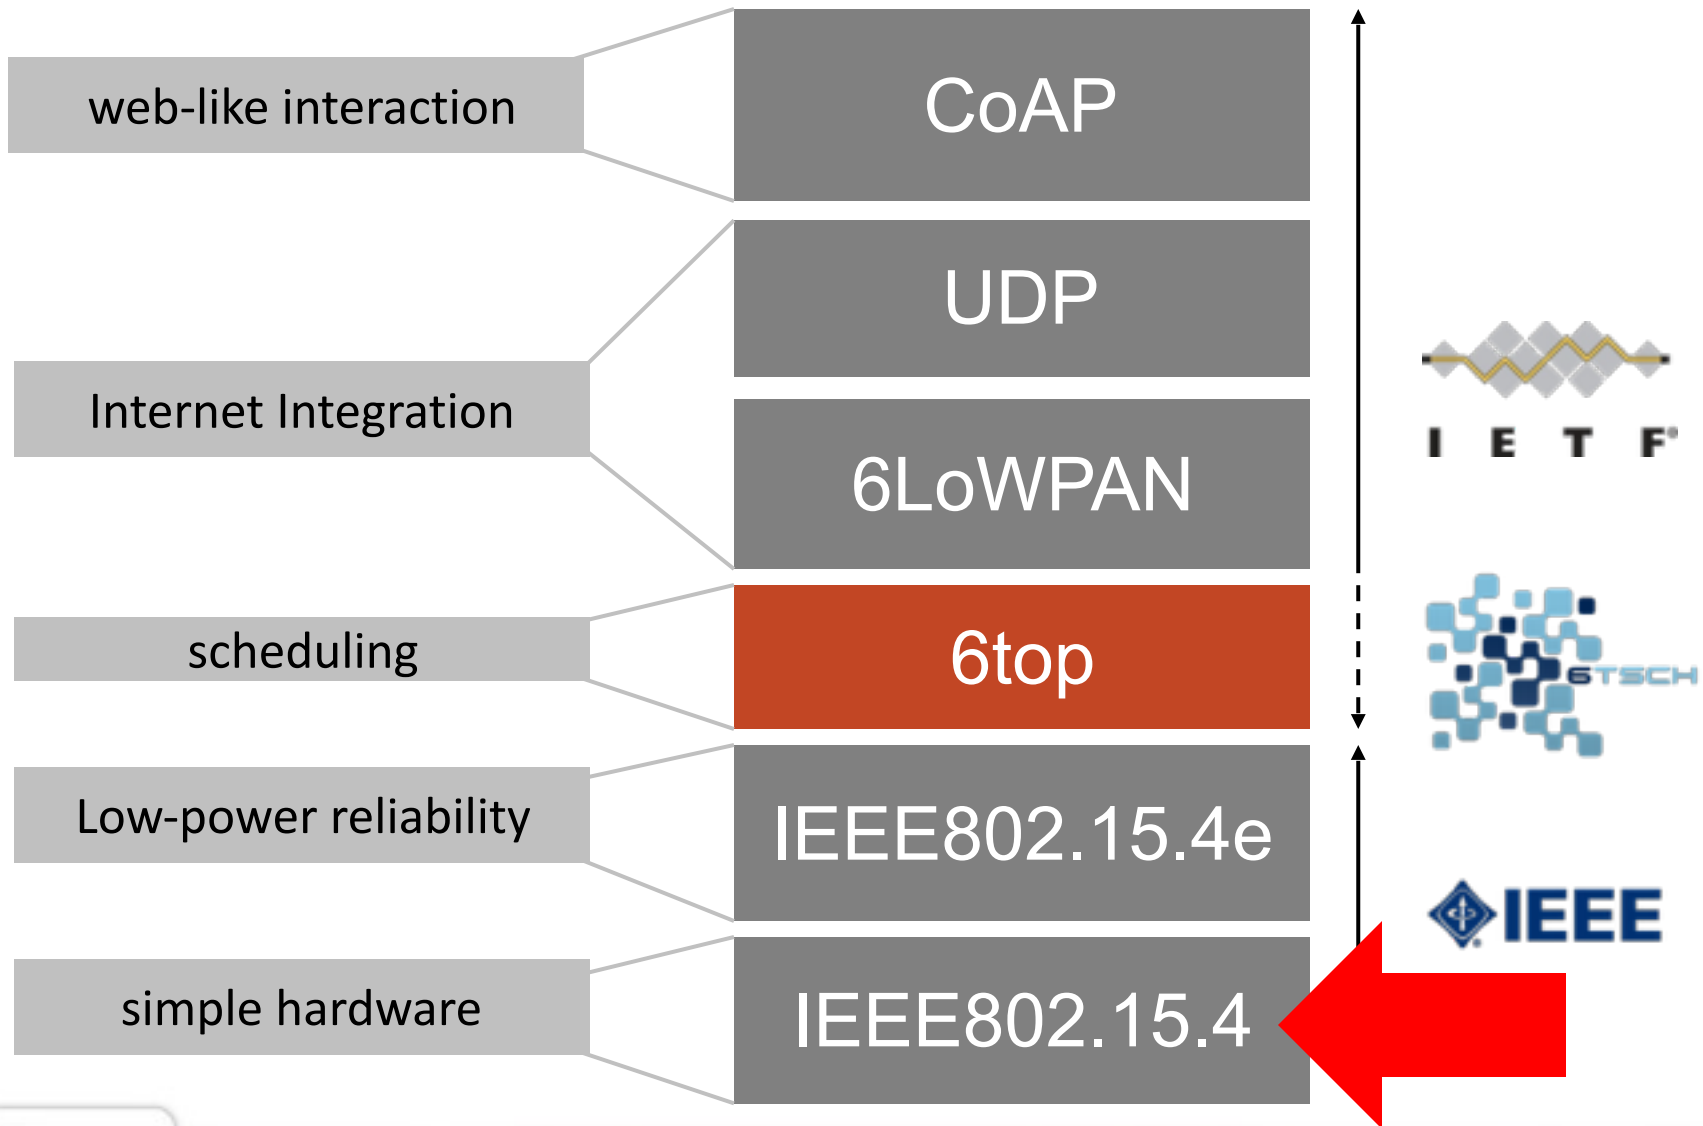 web-like interaction
CoAP
UDP
Internet Integration
6LoWPAN
IETF®
scheduling
6top
6TSCH
Low-power reliability
IEEE802.15.4e
IEEE
simple hardware
IEEE802.15.4